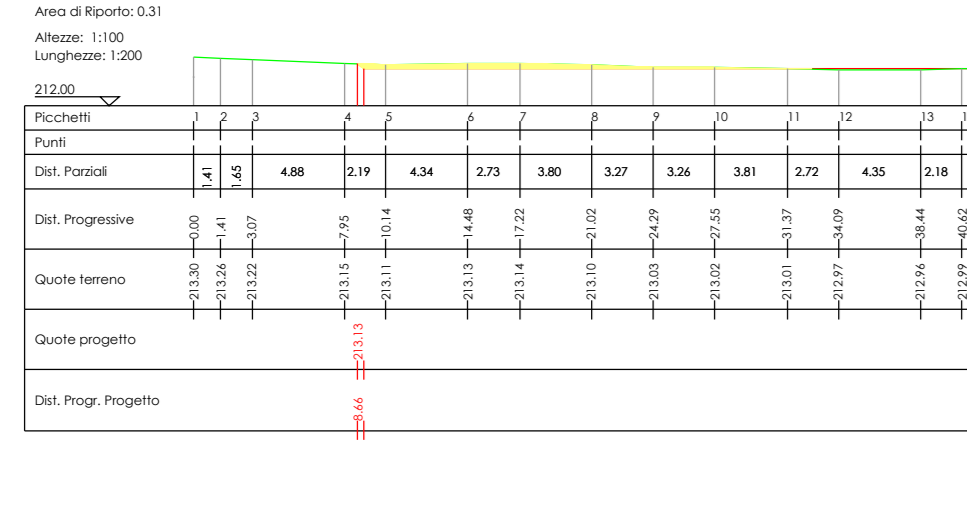 Area di Riporto: 0.31
Altezze: 1:100
Lunghezze: 1:200
212.00
Picchetti 1 2 3 4 5 6 7 8 9 10 11 12 13
Punti
Dist. Parziali 1.41 1.65 4.88 2.19 4.34 2.73 3.80 3.27 3.26 3.81 2.72 4.35 2.18
Dist. Progressive 0.00 1.41 3.07 7.95 10.14 14.48 17.22 21.02 24.29 27.55 31.37 34.09 38.44 40.62
Quote terreno 213.30 213.26 213.22 213.15 213.11 213.13 213.14 213.10 213.03 213.02 213.01 212.97 212.96 212.99
Quote progetto 213.13
Dist. Progr. Progetto 8.66